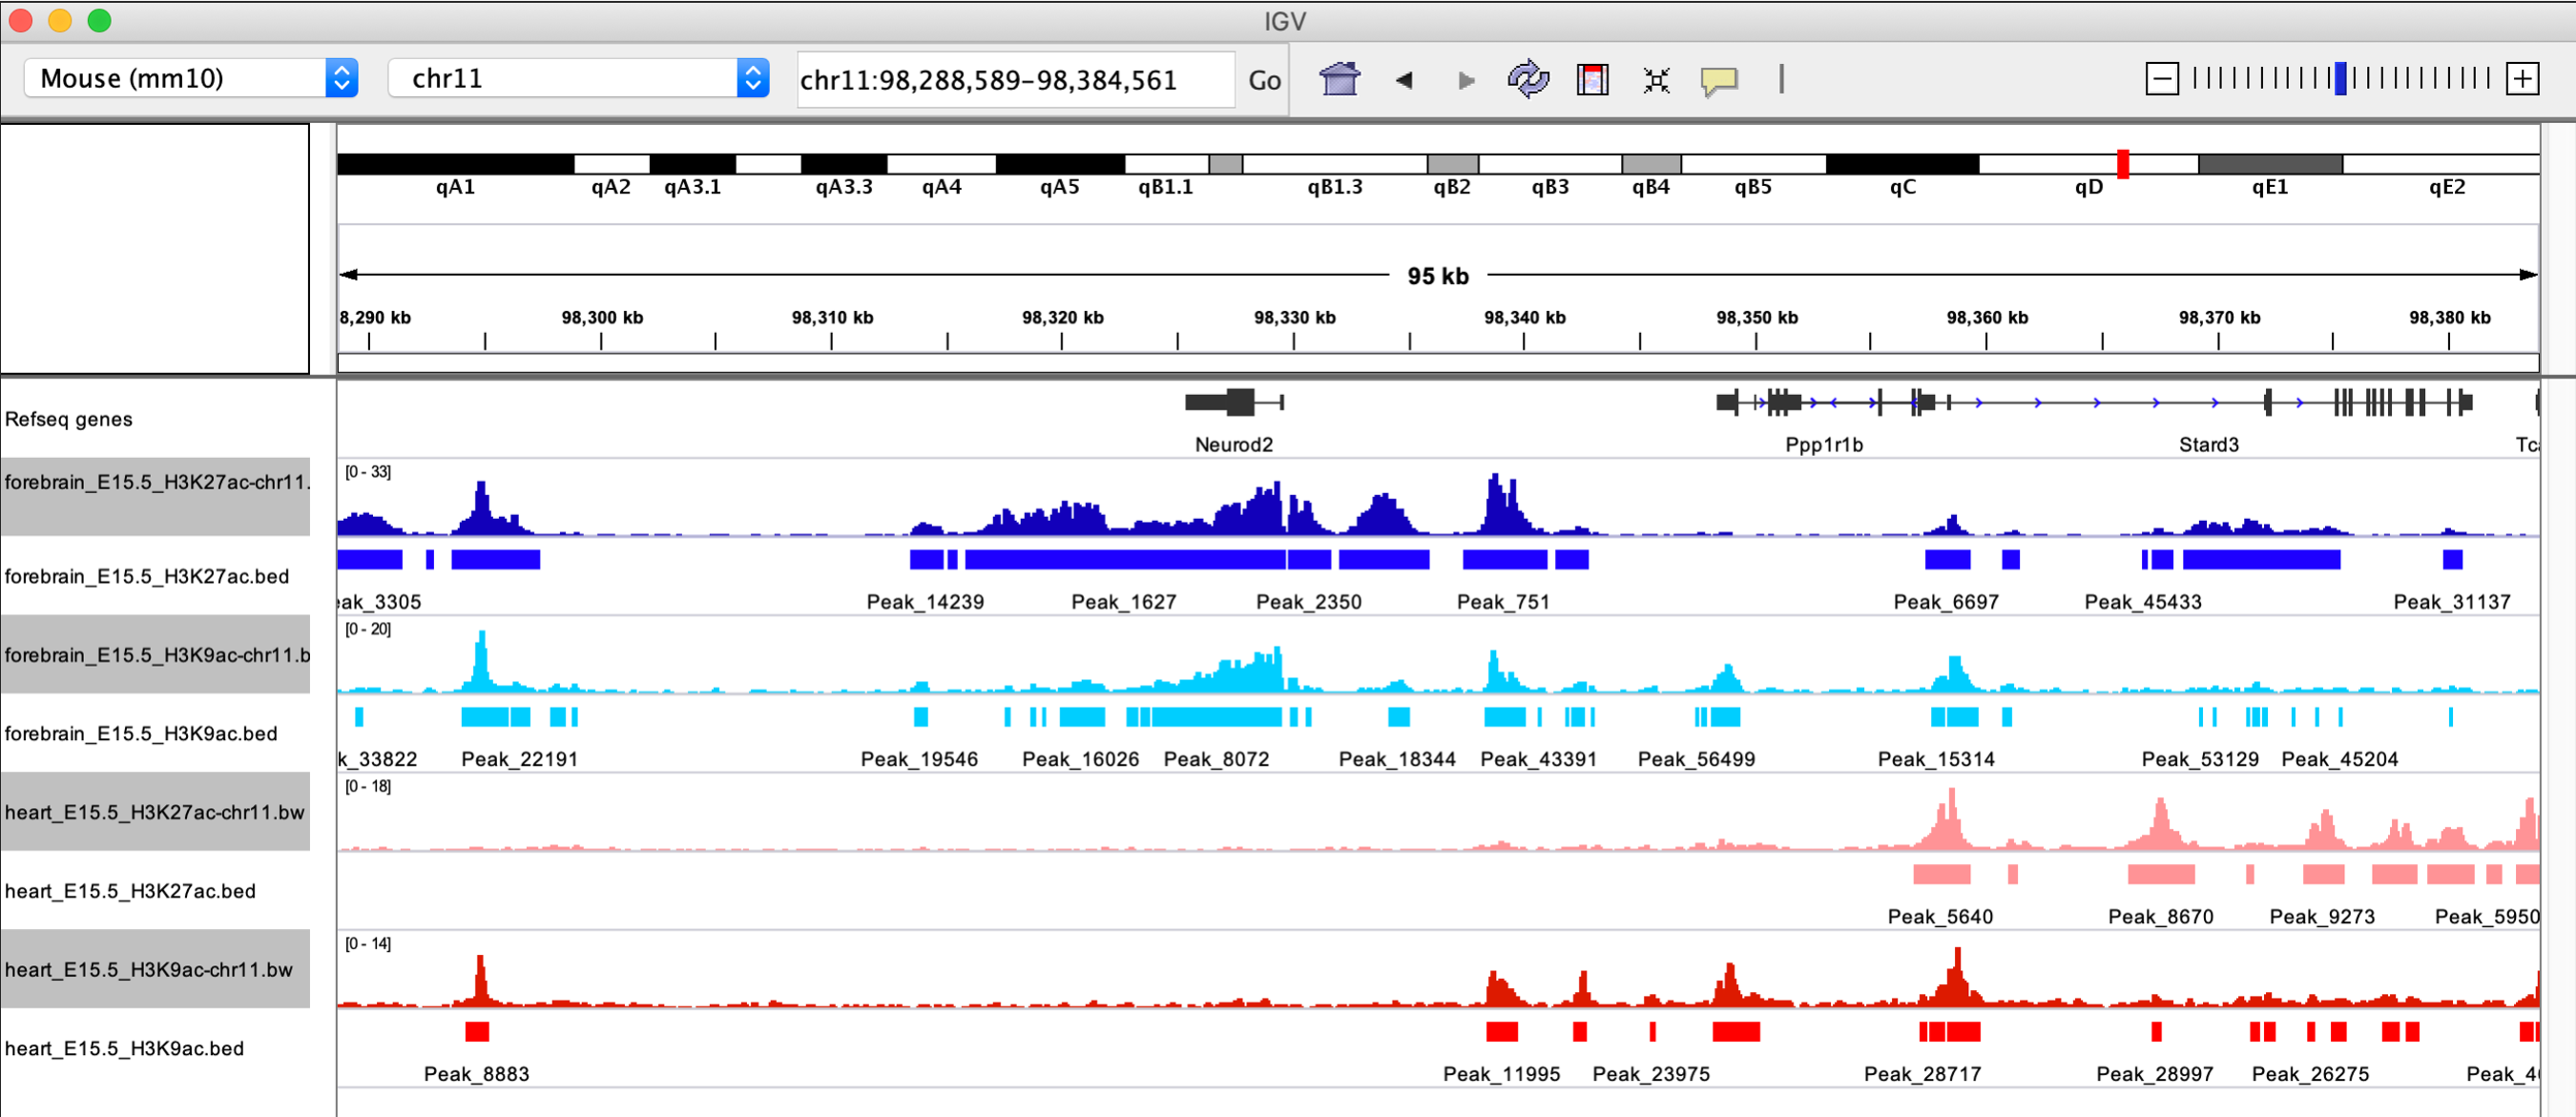 IGV
Mouse (mm10) chr11 chr11:98,288,589-98,384,561 Go
qA1 qA2 qA3.1 qA3.3 qA4 qA5 qB1.1 qB1.3 qB2 qB3 qB4 qB5 qC qD qE1 qE2
95 kb
8,290 kb 98,300 kb 98,310 kb 98,320 kb 98,330 kb 98,340 kb 98,350 kb 98,360 kb 98,370 kb 98,380 kb
Refseq genes
Neurod2 Ppp1r1b Stard3 Tc
[0 - 33]
forebrain_E15.5_H3K27ac-chr11.
forebrain_E15.5_H3K27ac.bed
eak_3305 Peak_14239 Peak_1627 Peak_2350 Peak_751 Peak_6697 Peak_45433 Peak_31137
[0 - 20]
forebrain_E15.5_H3K9ac-chr11.b
forebrain_E15.5_H3K9ac.bed
k_33822 Peak_22191 Peak_19546 Peak_16026 Peak_8072 Peak_18344 Peak_43391 Peak_56499 Peak_15314 Peak_53129 Peak_45204
[0 - 18]
heart_E15.5_H3K27ac-chr11.bw
heart_E15.5_H3K27ac.bed
Peak_5640 Peak_8670 Peak_9273 Peak_5950
[0 - 14]
heart_E15.5_H3K9ac-chr11.bw
heart_E15.5_H3K9ac.bed
Peak_8883 Peak_11995 Peak_23975 Peak_28717 Peak_28997 Peak_26275 Peak_4